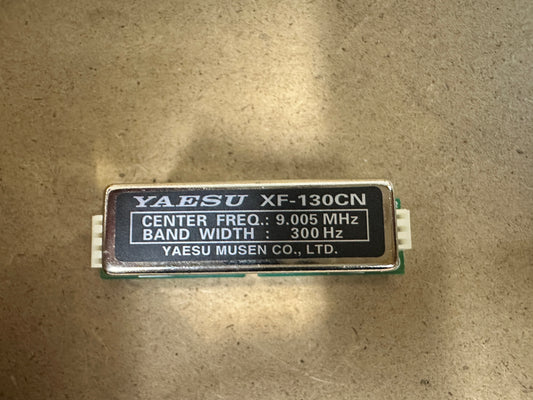 YAESU XF-130CN
CENTER FREQ.: 9.005 MHz
BAND WIDTH : 300 Hz
YAESU MUSEN CO., LTD.